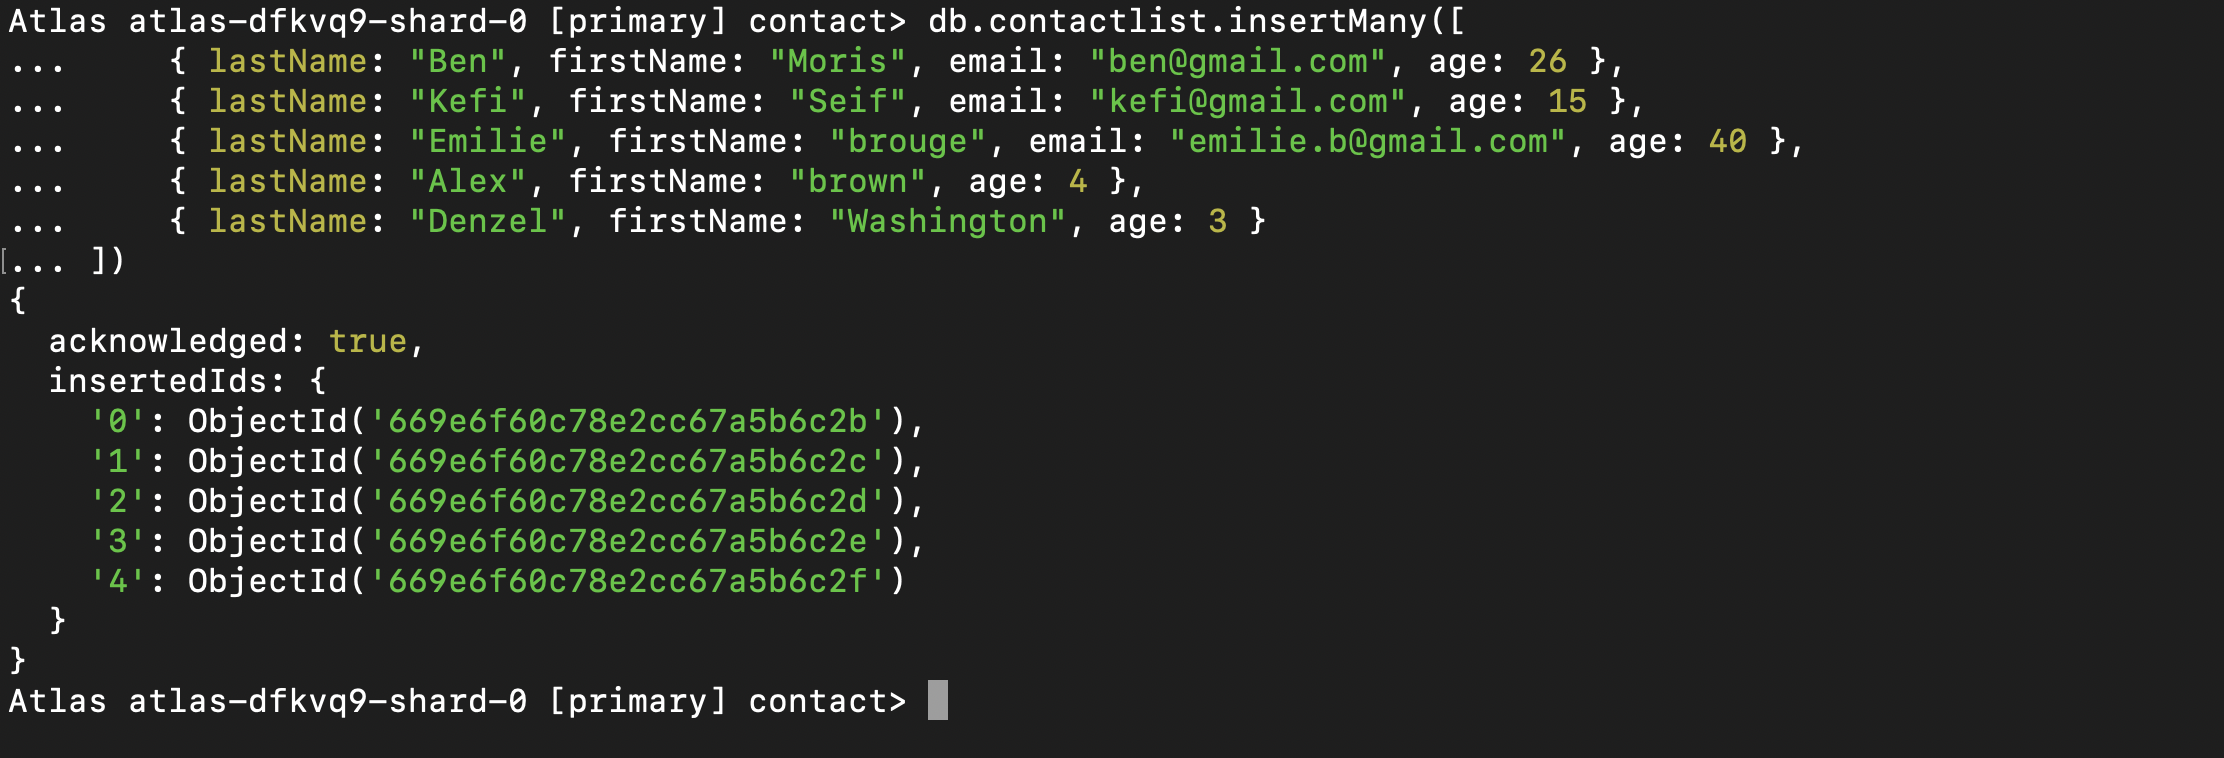 Atlas atlas-dfkvq9-shard-0 [primary] contact> db.contactlist.insertMany([
...     { lastName: "Ben", firstName: "Moris", email: "ben@gmail.com", age: 26 },
...     { lastName: "Kefi", firstName: "Seif", email: "kefi@gmail.com", age: 15 },
...     { lastName: "Emilie", firstName: "brouge", email: "emilie.b@gmail.com", age: 40 },
...     { lastName: "Alex", firstName: "brown", age: 4 },
...     { lastName: "Denzel", firstName: "Washington", age: 3 }
[... ])
{
  acknowledged: true,
  insertedIds: {
    '0': ObjectId('669e6f60c78e2cc67a5b6c2b'),
    '1': ObjectId('669e6f60c78e2cc67a5b6c2c'),
    '2': ObjectId('669e6f60c78e2cc67a5b6c2d'),
    '3': ObjectId('669e6f60c78e2cc67a5b6c2e'),
    '4': ObjectId('669e6f60c78e2cc67a5b6c2f')
  }
}
Atlas atlas-dfkvq9-shard-0 [primary] contact>